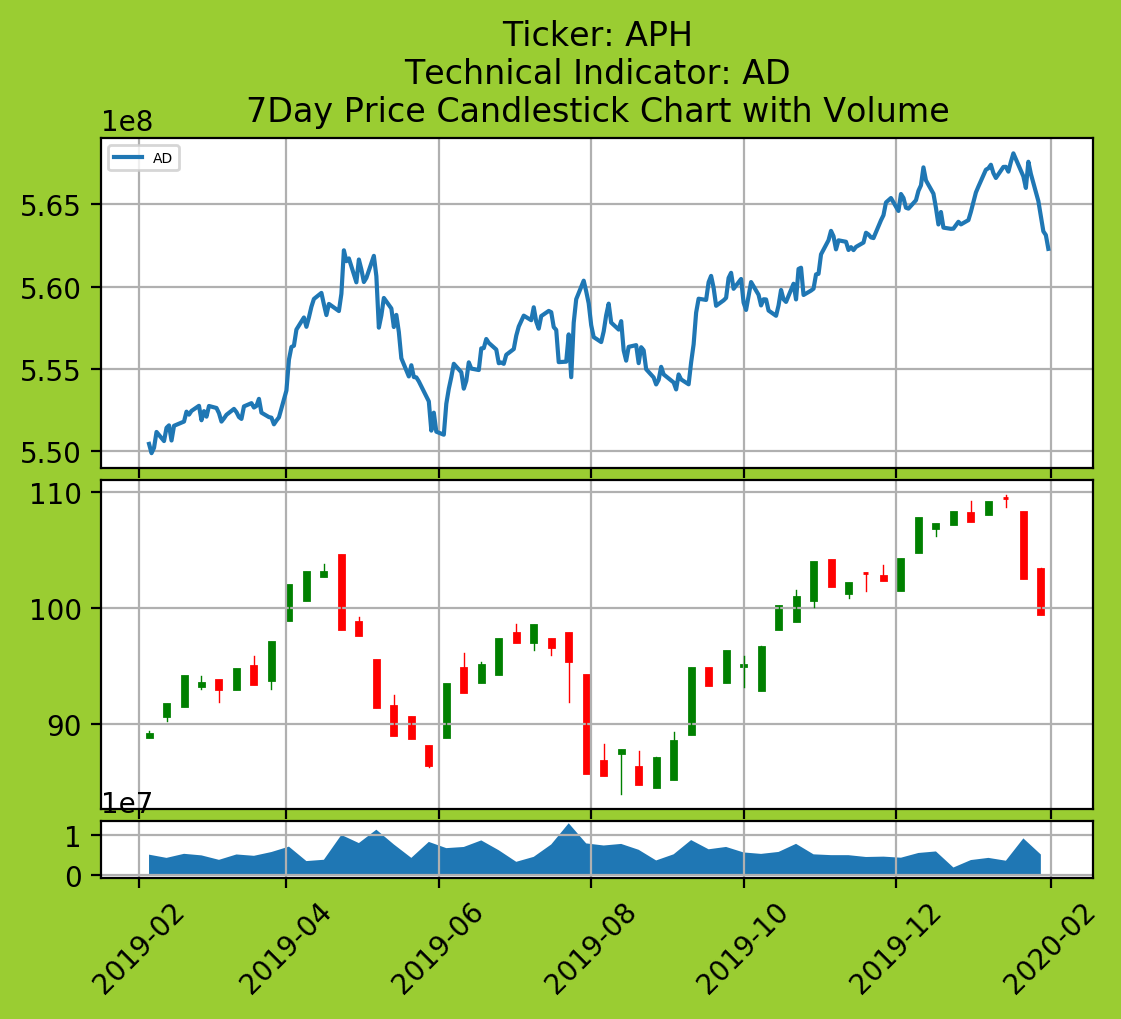 Ticker: APH
Technical Indicator: AD
7Day Price Candlestick Chart with Volume
1e8
AD
5.65
5.60
5.55
5.50
110
100
90
1e7
1
0
2019-02
2019-04
2019-06
2019-08
2019-10
2019-12
2020-02